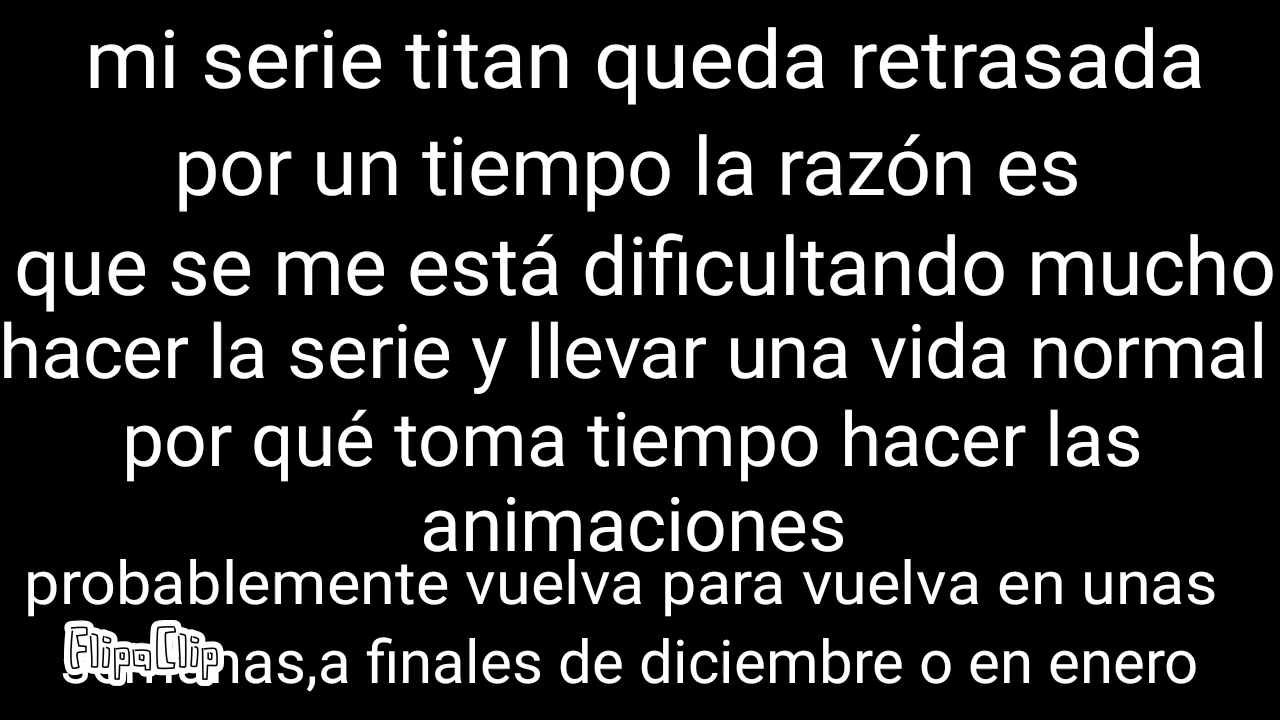 mi serie titan queda retrasada
por un tiempo la razón es
que se me está dificultando mucho
hacer la serie y llevar una vida normal
por qué toma tiempo hacer las
animaciones
probablemente vuelva para vuelva en unas
FlipaClip
,a finales de diciembre o en enero